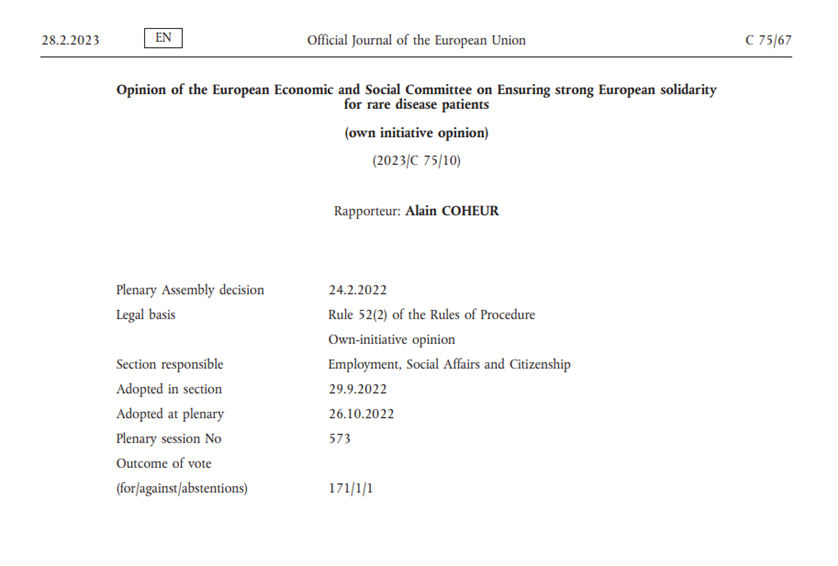 28.2.2023 EN Official Journal of the European Union C 75/67
Opinion of the European Economic and Social Committee on Ensuring strong European solidarity
for rare disease patients
(own initiative opinion)
(2023/C 75/10)
Rapporteur: Alain COHEUR
Plenary Assembly decision 24.2.2022
Legal basis Rule 52(2) of the Rules of Procedure
Own-initiative opinion
Section responsible Employment, Social Affairs and Citizenship
Adopted in section 29.9.2022
Adopted at plenary 26.10.2022
Plenary session No 573
Outcome of vote
(for/against/abstentions) 171/1/1